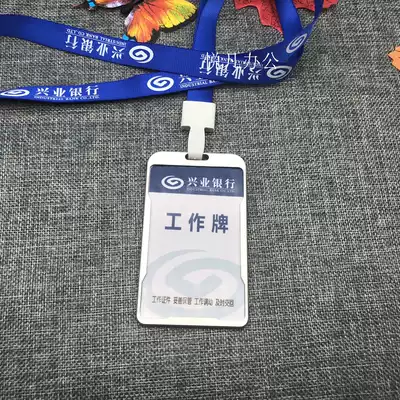 兴业银行
INDUSTRIAL BANK CO.,LTD.
办公
兴业银行
兴业银行
兴业银行
工作牌
工作证件 妥善保管 工作调动 及时交回